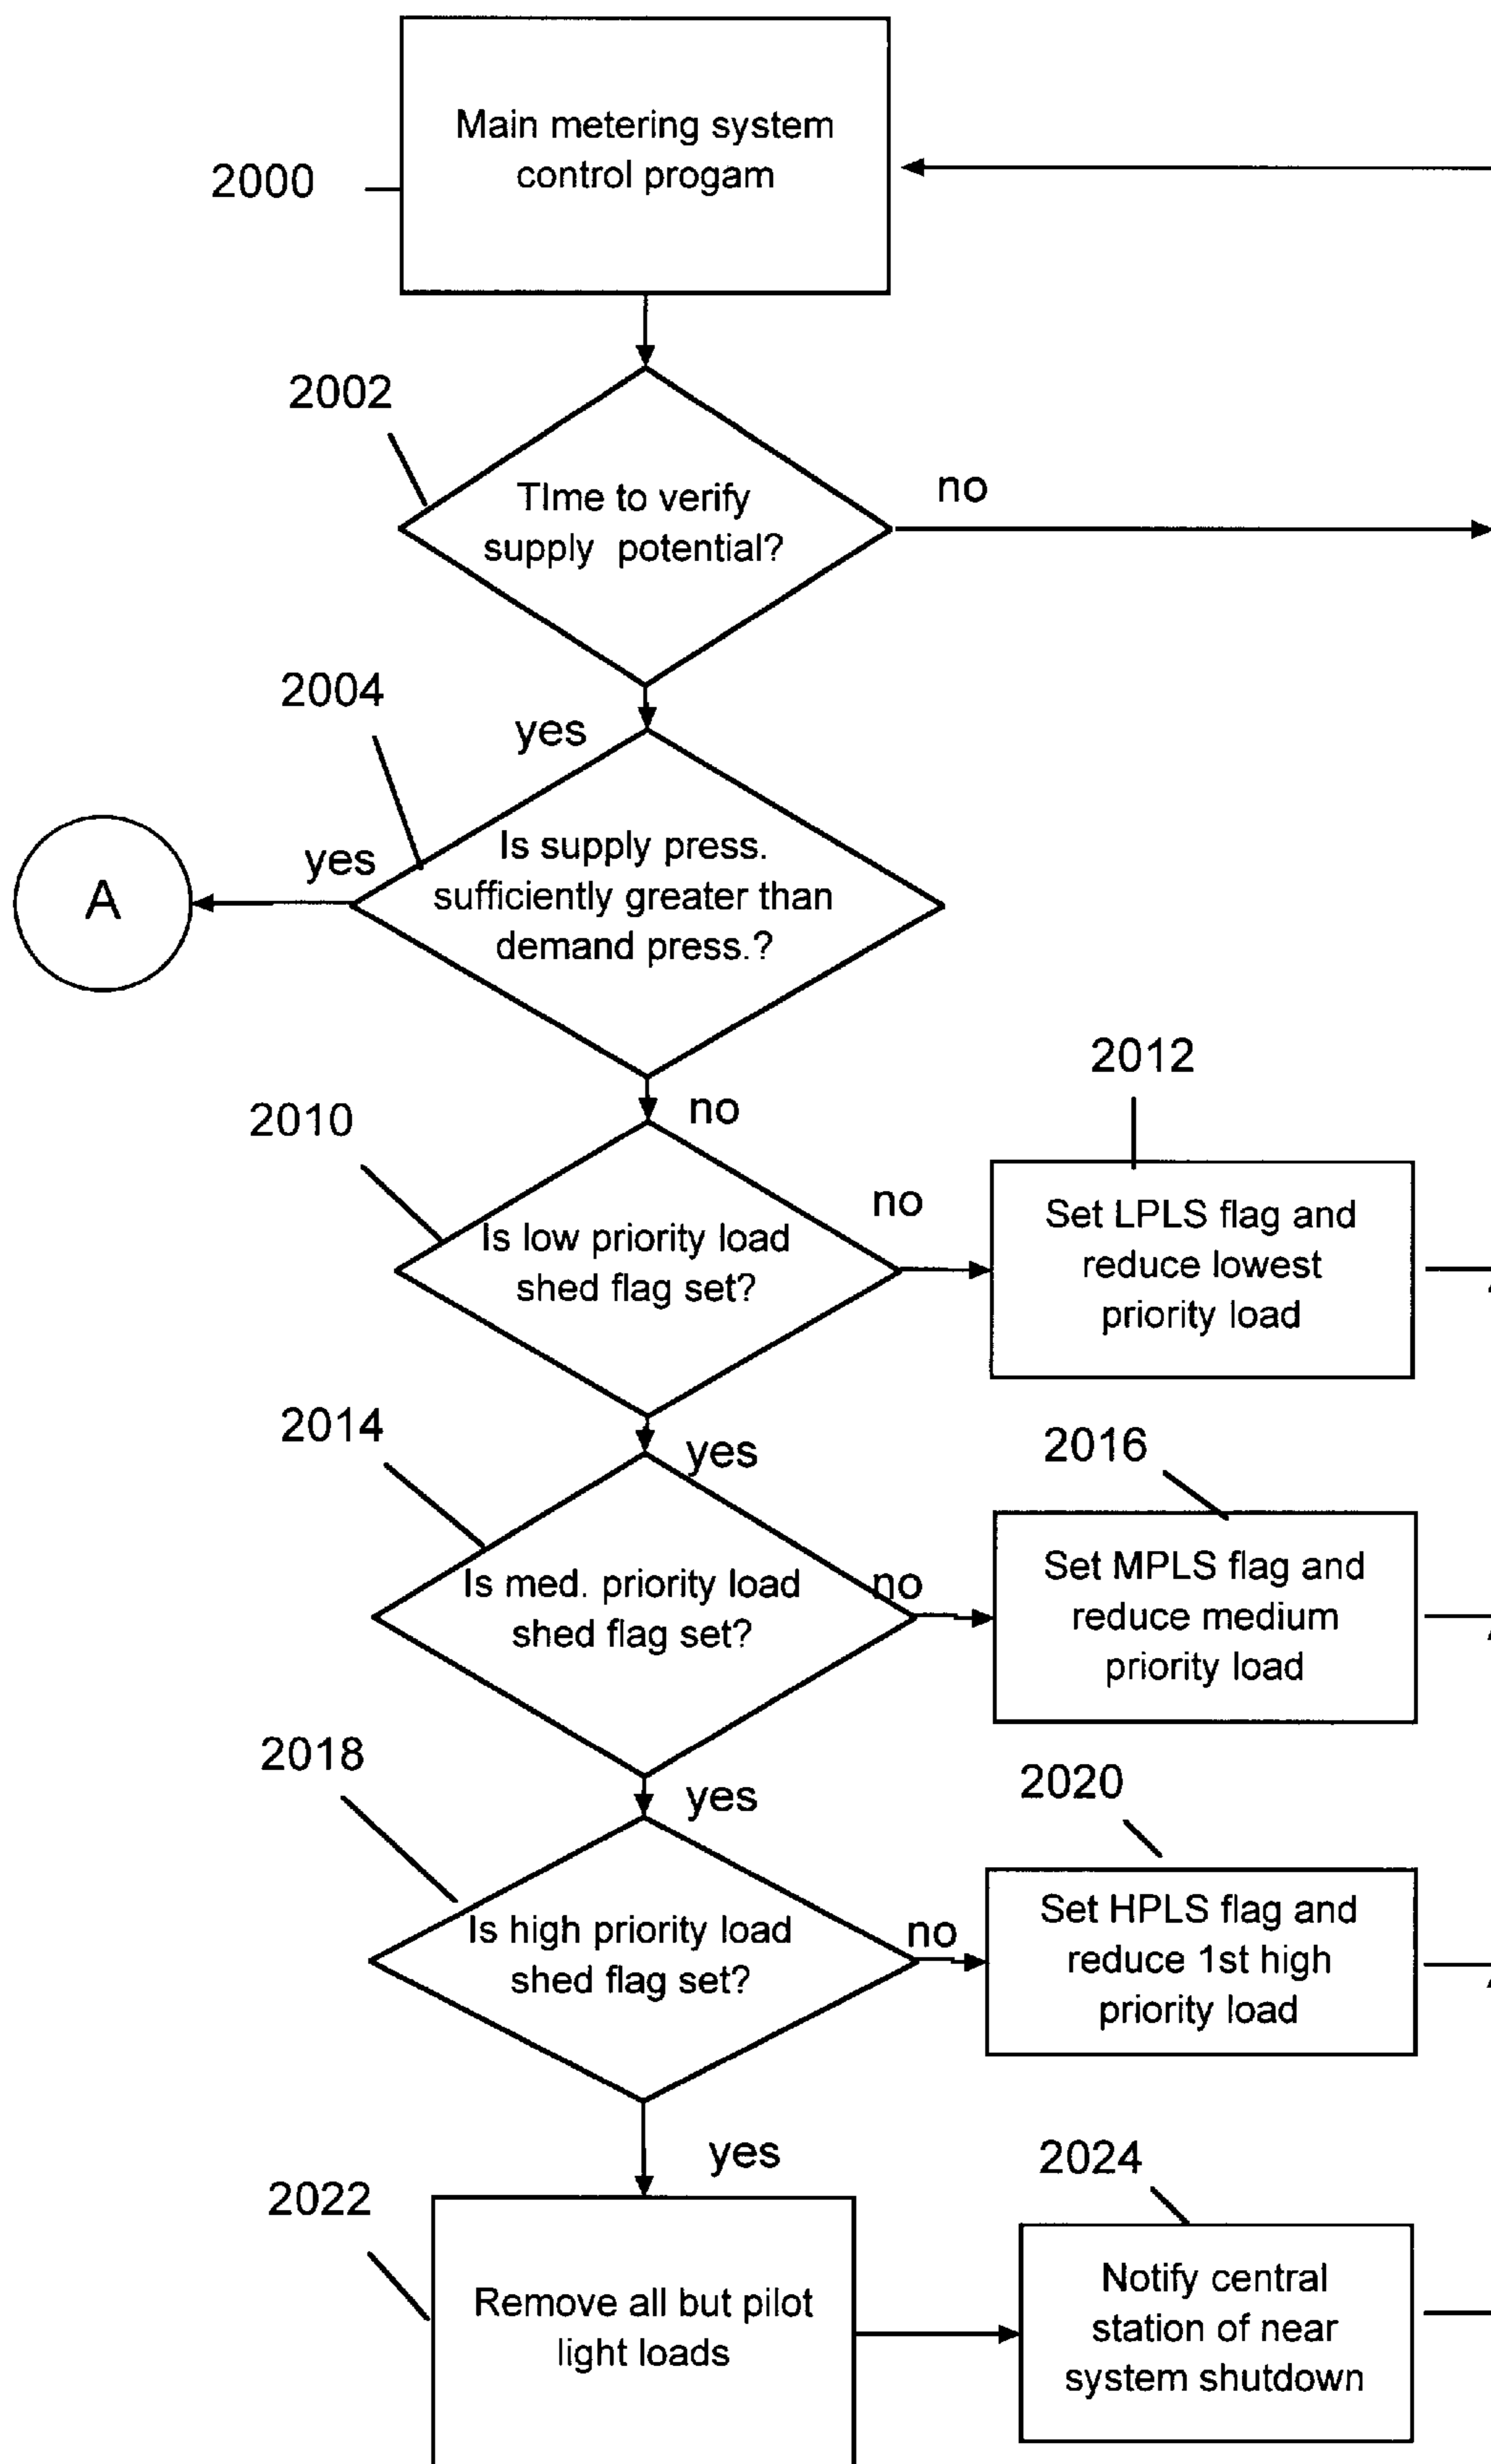 Main metering system
control progam
2000
2002
TIme to verify
supply potential?
no
2004
yes
Is supply press.
sufficiently greater than
demand press.?
yes
A
no
2010
Is low priority load
shed flag set?
no
2012
Set LPLS flag and
reduce lowest
priority load
2014
yes
Is med. priority load
shed flag set?
no
2016
Set MPLS flag and
reduce medium
priority load
2018
yes
Is high priority load
shed flag set?
no
2020
Set HPLS flag and
reduce 1st high
priority load
yes
2022
Remove all but pilot
light loads
2024
Notify central
station of near
system shutdown